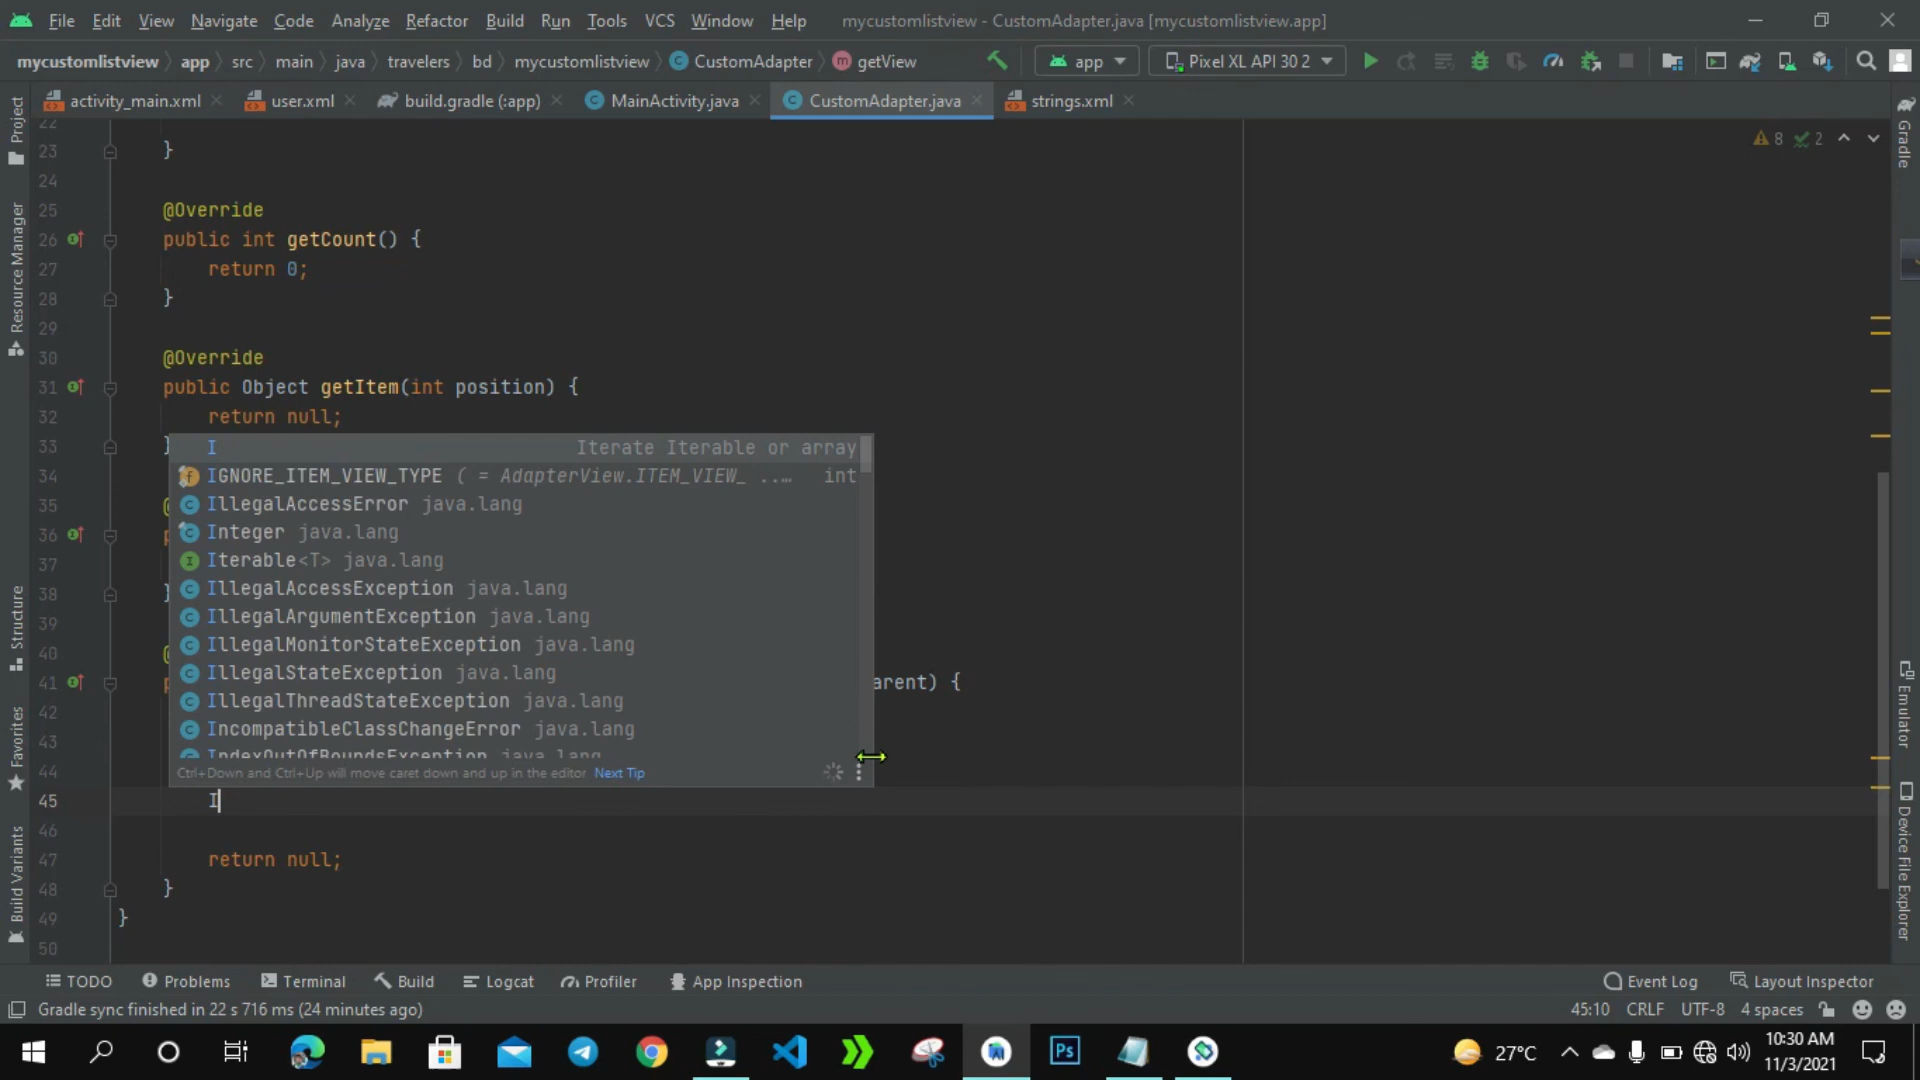 File Edit View Navigate Code Analyze Refactor Build Run Tools VCS Window Help mycustomlistview - CustomAdapter.java [mycustomlistview.app]
mycustomlistview app src main java travelers bd mycustomlistview CustomAdapter getView app Pixel XL API 30 2
activity_main.xml user.xml build.gradle (:app) MainActivity.java CustomAdapter.java strings.xml
Project
Resource Manager
Structure
Favorites
Build Variants
Gradle
Emulator
Device File Explorer
8 2
22
23 }
24
25 @Override
26 public int getCount() {
27 return 0;
28 }
29
30 @Override
31 public Object getItem(int position) {
32 return null;
33 }
I Iterate Iterable or array
34
IGNORE_ITEM_VIEW_TYPE ( = AdapterView.ITEM_VIEW_ ... int
35 @
IllegalAccessError java.lang
36 p
Integer java.lang
37
Iterable<T> java.lang
38 }
IllegalAccessException java.lang
39
IllegalArgumentException java.lang
40 @
IllegalMonitorStateException java.lang
IllegalStateException java.lang
41 p arent) {
IllegalThreadStateException java.lang
42
IncompatibleClassChangeError java.lang
43
IndexOutOfBoundsException java.lang
44
Ctrl+Down and Ctrl+Up will move caret down and up in the editor Next Tip
45 I
46
47 return null;
48 }
49 }
50
TODO Problems Terminal Build Logcat Profiler App Inspection Event Log Layout Inspector
Gradle sync finished in 22 s 716 ms (24 minutes ago) 45:10 CRLF UTF-8 4 spaces
Ps
27°C
10:30 AM
11/3/2021